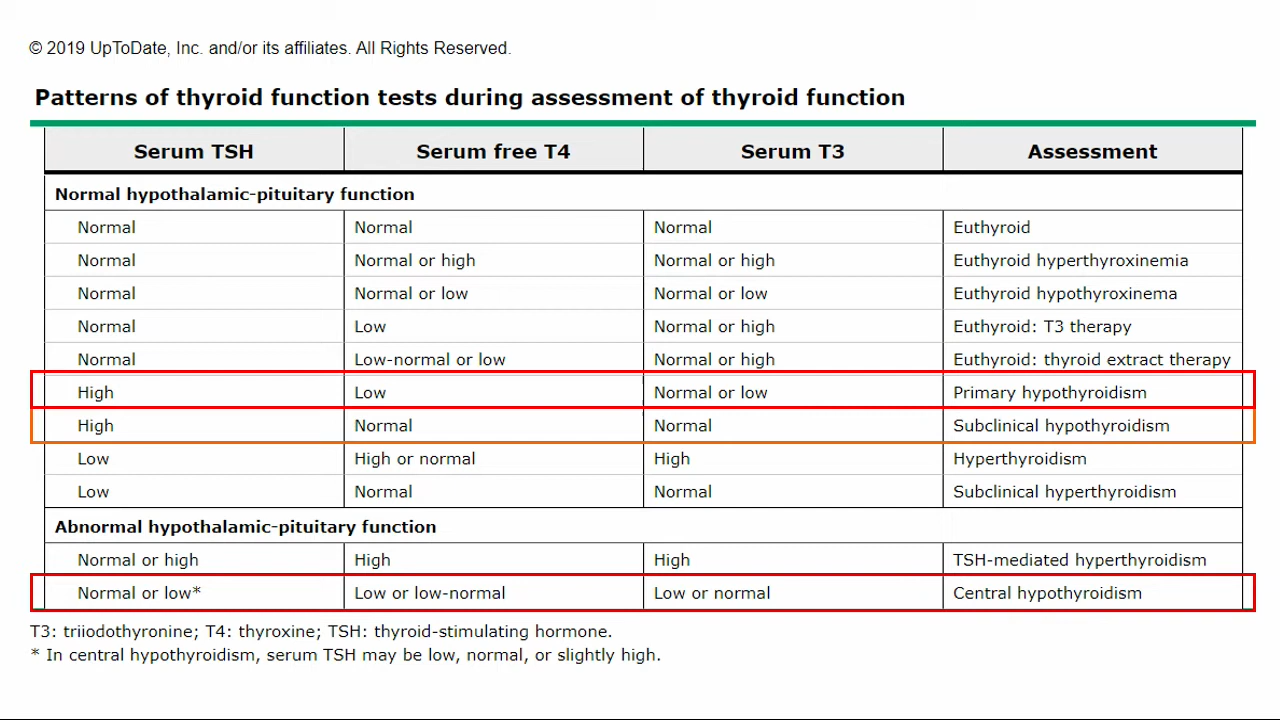 © 2019 UpToDate, Inc. and/or its affiliates. All Rights Reserved.
Patterns of thyroid function tests during assessment of thyroid function
Serum TSH Serum free T4 Serum T3 Assessment
Normal hypothalamic-pituitary function
Normal Normal Normal Euthyroid
Normal Normal or high Normal or high Euthyroid hyperthyroxinemia
Normal Normal or low Normal or low Euthyroid hypothyroxinema
Normal Low Normal or high Euthyroid: T3 therapy
Normal Low-normal or low Normal or high Euthyroid: thyroid extract therapy
High Low Normal or low Primary hypothyroidism
High Normal Normal Subclinical hypothyroidism
Low High or normal High Hyperthyroidism
Low Normal Normal Subclinical hyperthyroidism
Abnormal hypothalamic-pituitary function
Normal or high High High TSH-mediated hyperthyroidism
Normal or low* Low or low-normal Low or normal Central hypothyroidism
T3: triiodothyronine; T4: thyroxine; TSH: thyroid-stimulating hormone.
* In central hypothyroidism, serum TSH may be low, normal, or slightly high.